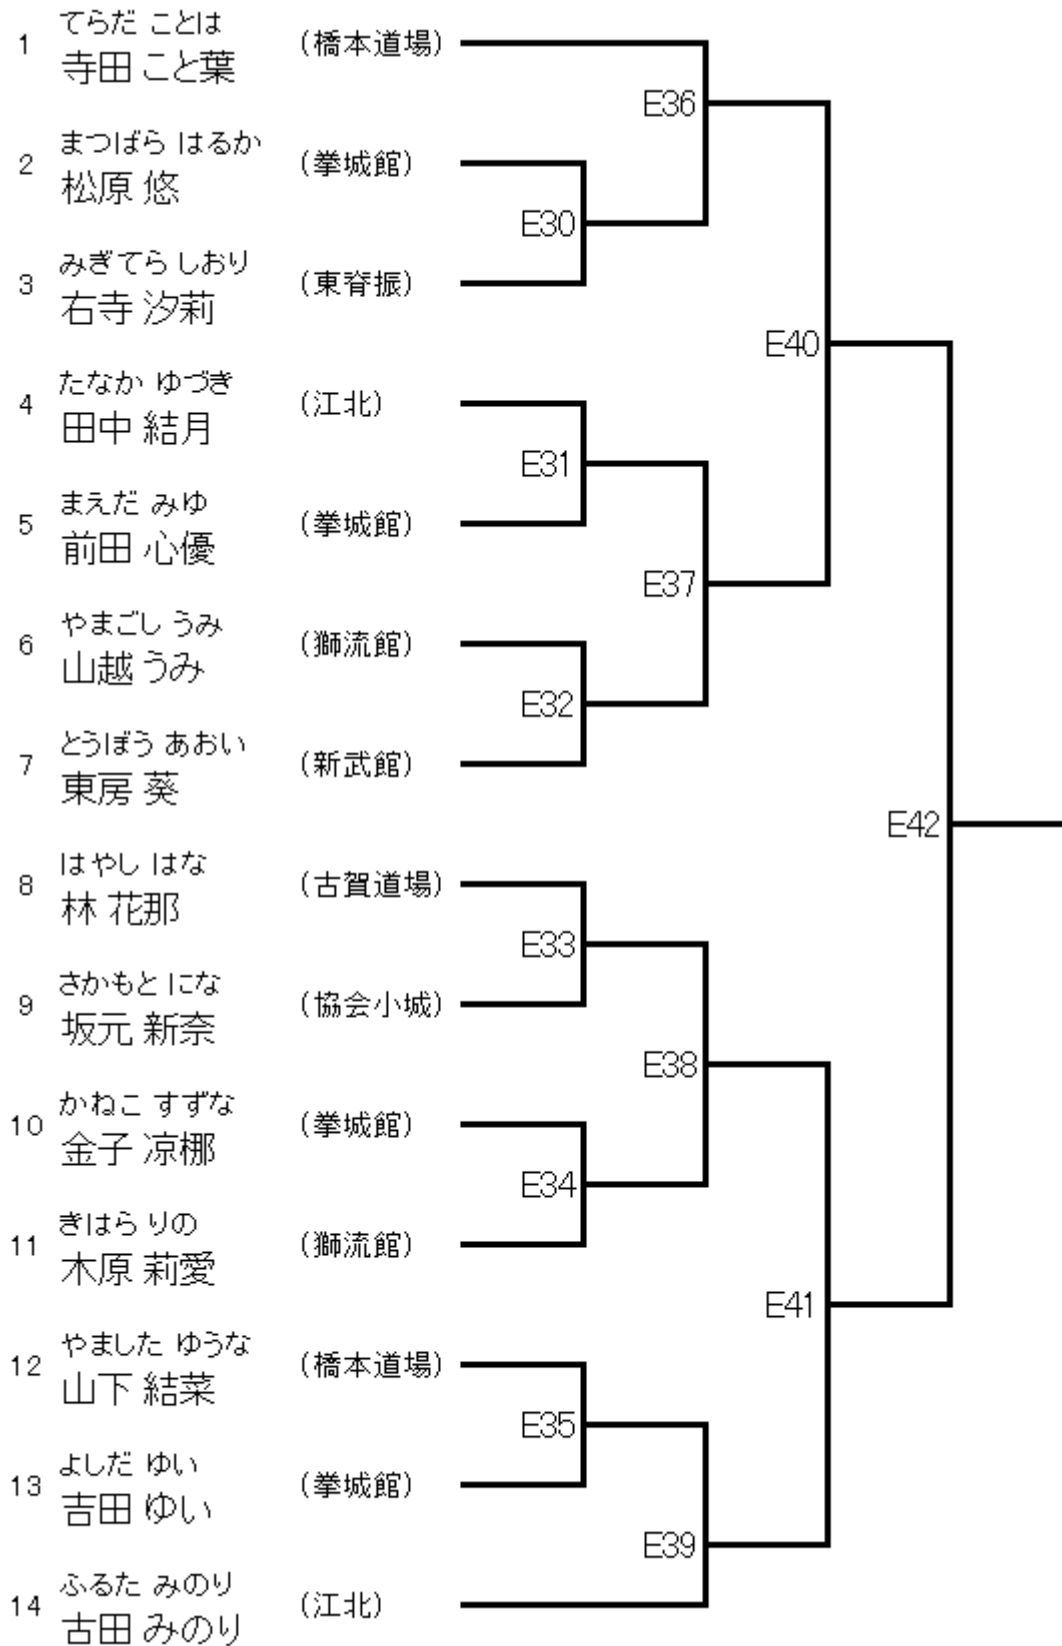 てらだ ことは
1 寺田 こと葉 (橋本道場)
E36
まつばら はるか
2 松原 悠 (拳城館)
E30
みぎてら しおり
3 右寺 汐莉 (東脊振)
E40
たなか ゆづき
4 田中 結月 (江北)
E31
まえだ みゆ
5 前田 心優 (拳城館)
E37
やまごし うみ
6 山越 うみ (獅流館)
E32
とうぼう あおい
7 東房 葵 (新武館)
E42
はやし はな
8 林 花那 (古賀道場)
E33
さかもと にな
9 坂元 新奈 (協会小城)
E38
かねこ すずな
10 金子 凉梛 (拳城館)
E34
きはら りの
11 木原 莉愛 (獅流館)
E41
やました ゆうな
12 山下 結菜 (橋本道場)
E35
よしだ ゆい
13 吉田 ゆい (拳城館)
E39
ふるた みのり
14 古田 みのり (江北)